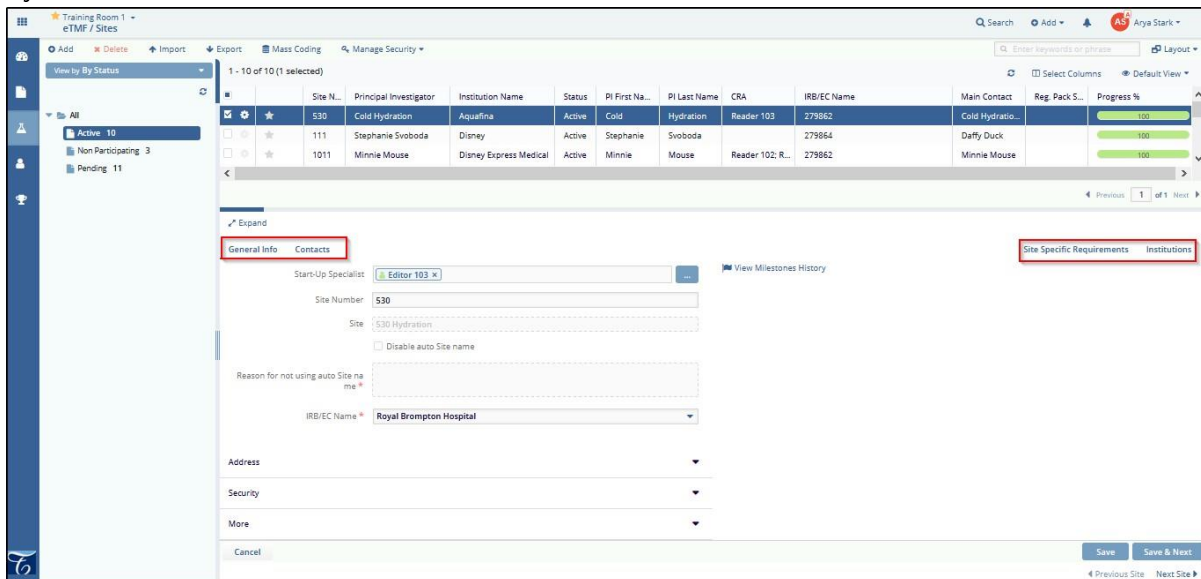 Training Room 1
eTMF / Sites
Search Add AS A Arya Stark
Add Delete Import Export Mass Coding Manage Security Enter keywords or phrase Layout
View by By Status
1 - 10 of 10 (1 selected) Select Columns Default View
All
Active 10
Non Participating 3
Pending 11
Site N... Principal Investigator Institution Name Status PI First Na... PI Last Name CRA IRB/EC Name Main Contact Reg. Pack S... Progress %
530 Cold Hydration Aquafina Active Cold Hydration Reader 103 279862 Cold Hydratio... 100
111 Stephanie Svoboda Disney Active Stephanie Svoboda 279864 Daffy Duck 100
1011 Minnie Mouse Disney Express Medical Active Minnie Mouse Reader 102; R... 279862 Minnie Mouse 100
Previous 1 of 1 Next
Expand
General Info Contacts Site Specific Requirements Institutions
Start-Up Specialist Editor 103 × ... View Milestones History
Site Number 530
Site 530 Hydration
Disable auto Site name
Reason for not using auto Site na
me *
IRB/EC Name * Royal Brompton Hospital
Address
Security
More
Cancel Save Save & Next
Previous Site Next Site